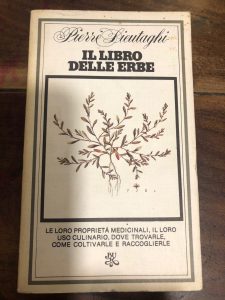 Pierre Lieutaghi
IL LIBRO
DELLE ERBE
LE LORO PROPRIETÀ MEDICINALI, IL LORO
USO CULINARIO, DOVE TROVARLE,
COME COLTIVARLE E RACCOGLIERLE
BUR